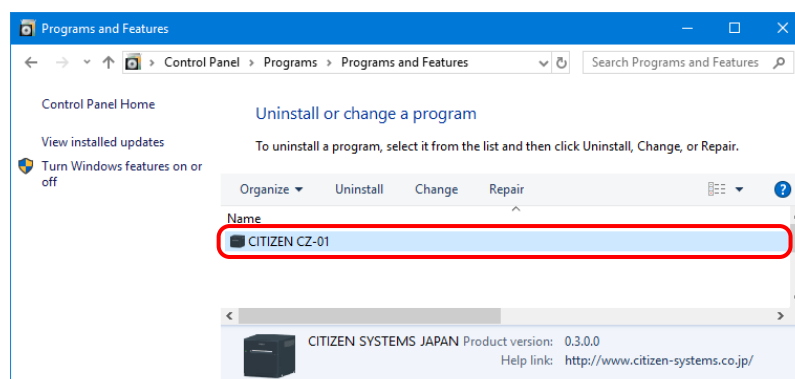 Programs and Features
Control Panel > Programs > Programs and Features
Search Programs and Features
Control Panel Home
View installed updates
Turn Windows features on or
off
Uninstall or change a program
To uninstall a program, select it from the list and then click Uninstall, Change, or Repair.
Organize
Uninstall
Change
Repair
Name
CITIZEN CZ-01
CITIZEN SYSTEMS JAPAN Product version: 0.3.0.0
Help link: http://www.citizen-systems.co.jp/